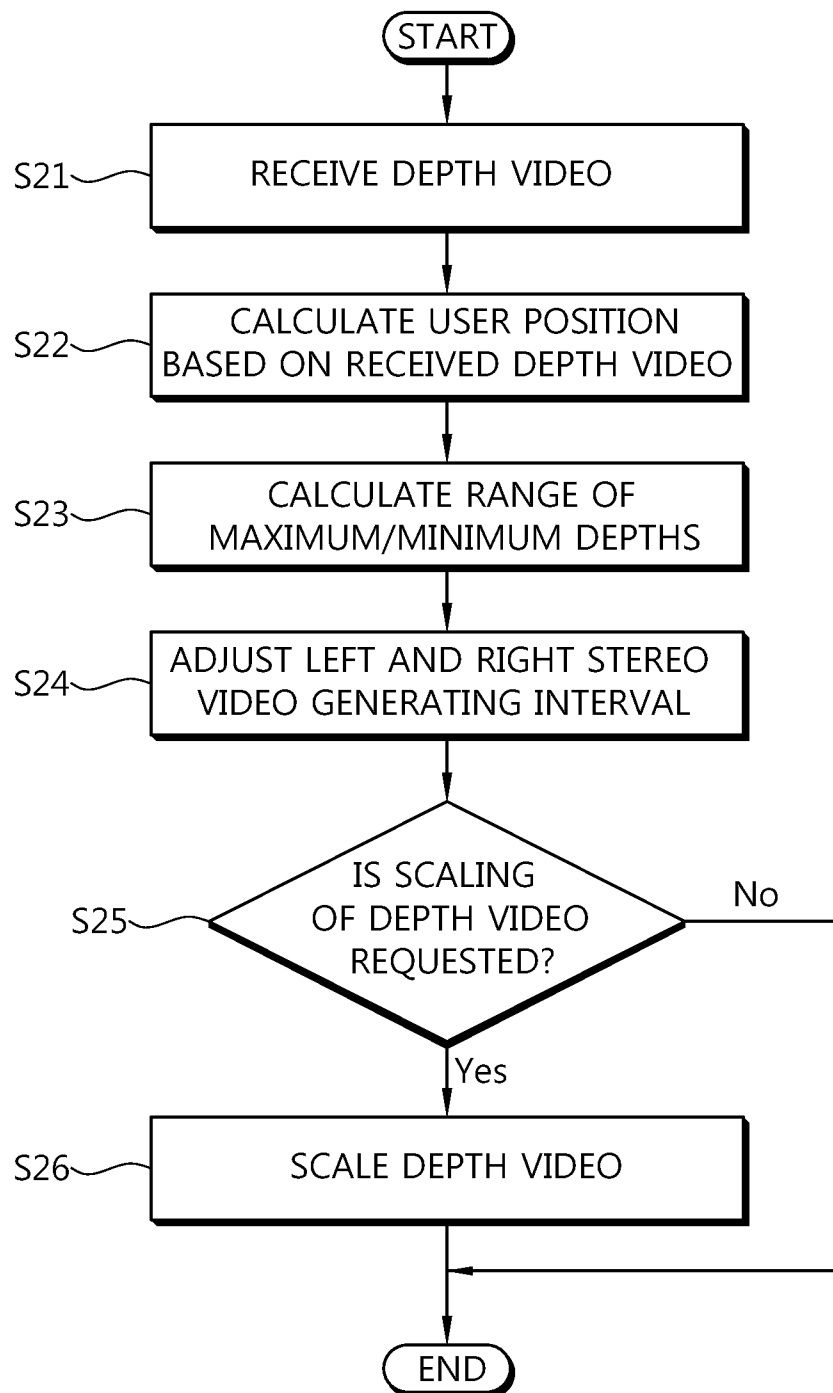 START
S21
RECEIVE DEPTH VIDEO
S22
CALCULATE USER POSITION
BASED ON RECEIVED DEPTH VIDEO
S23
CALCULATE RANGE OF
MAXIMUM/MINIMUM DEPTHS
S24
ADJUST LEFT AND RIGHT STEREO
VIDEO GENERATING INTERVAL
S25
IS SCALING
OF DEPTH VIDEO
REQUESTED?
No
Yes
S26
SCALE DEPTH VIDEO
END